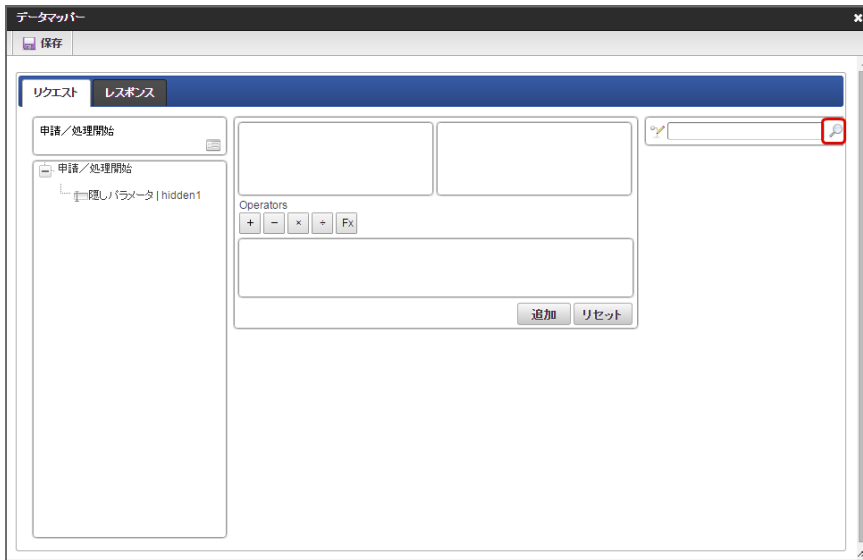 データマッパー
保存
リクエスト レスポンス
申請/処理開始
申請/処理開始
隠しパラメータ | hidden1
Operators
+ − × ÷ Fx
追加 リセット